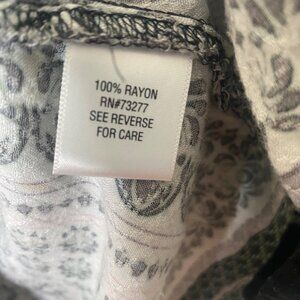 100% RAYON
RN#73277
SEE REVERSE
FOR CARE